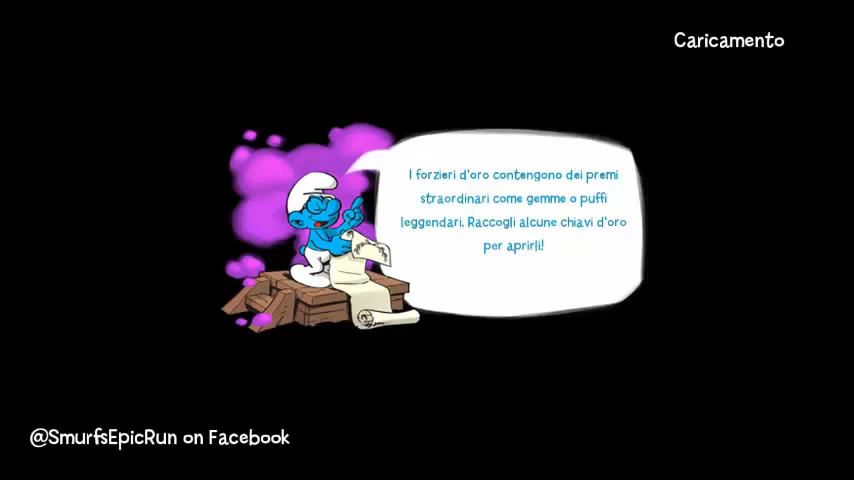 Caricamento
I forzieri d'oro contengono dei premi
straordinari come gemme o puffi
leggendari. Raccogli alcune chiavi d'oro
per aprirli!
@SmurfsEpicRun on Facebook